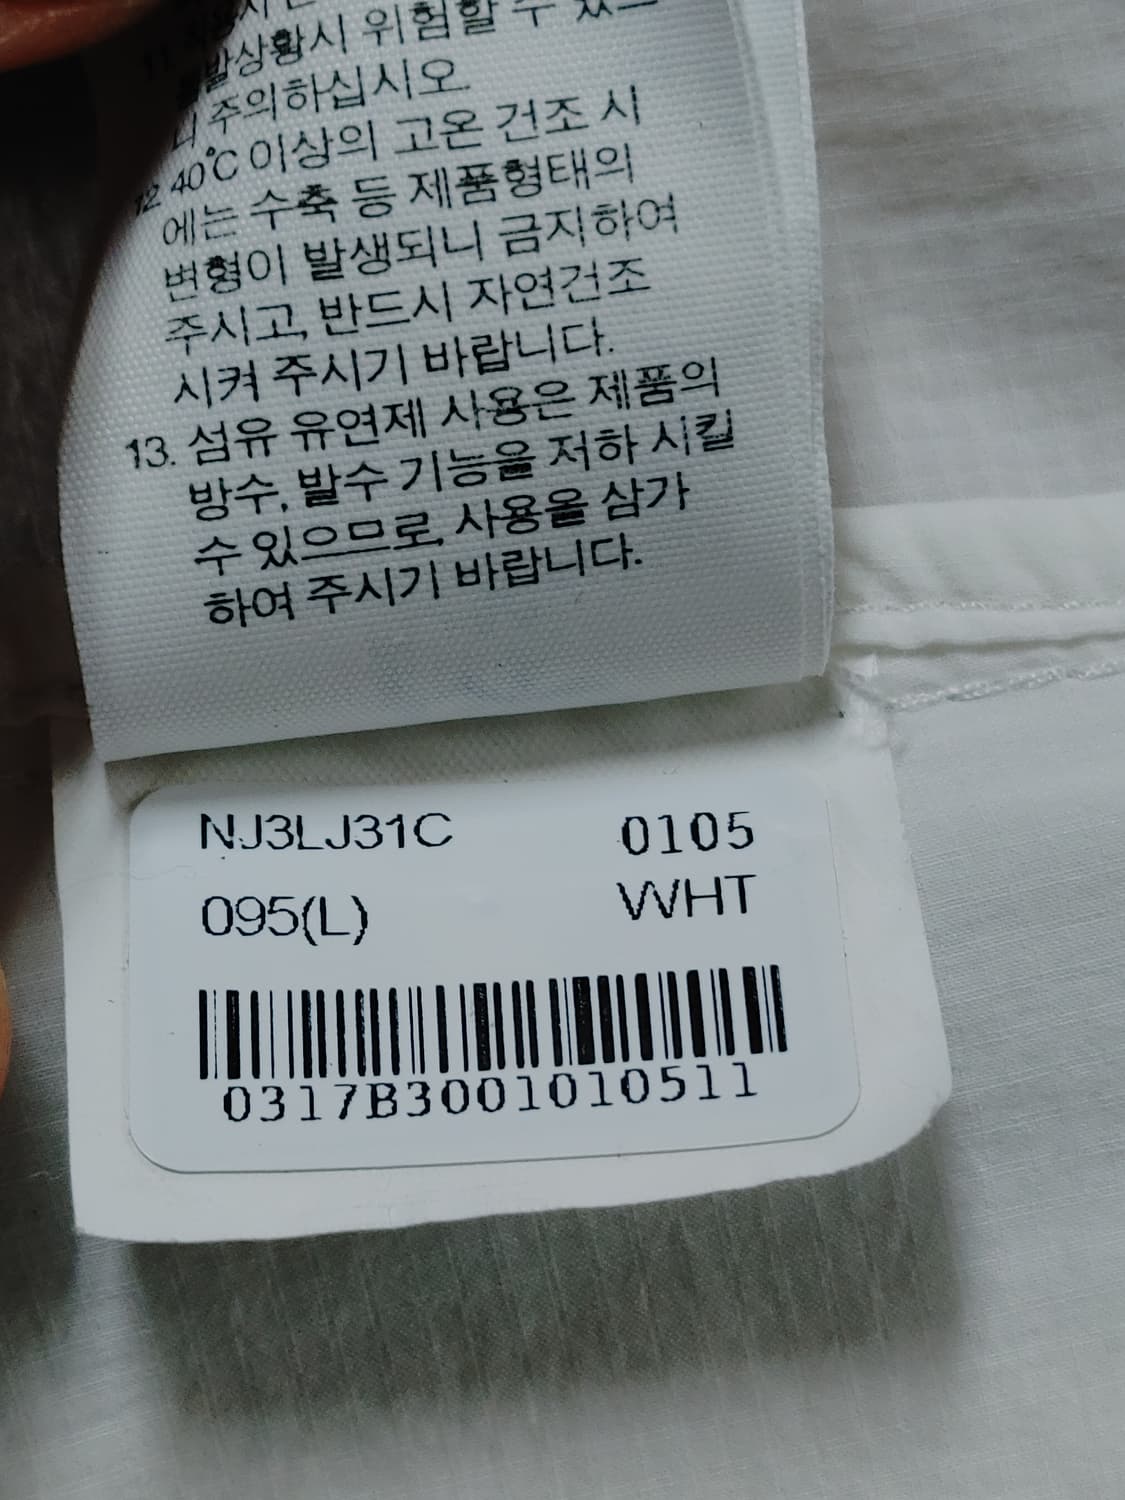 발상황시 위험할 수
니 주의하십시오.
12 40°C 이상의 고온 건조 시
에는 수축 등 제품형태의
변형이 발생되니 금지하여
주시고, 반드시 자연건조
시켜 주시기 바랍니다.
13. 섬유 유연제 사용은 제품의
방수, 발수 기능을 저하 시킬
수 있으므로, 사용을 삼가
하여 주시기 바랍니다.
NJ3LJ31C 0105
095(L) WHT
0317B3001010511